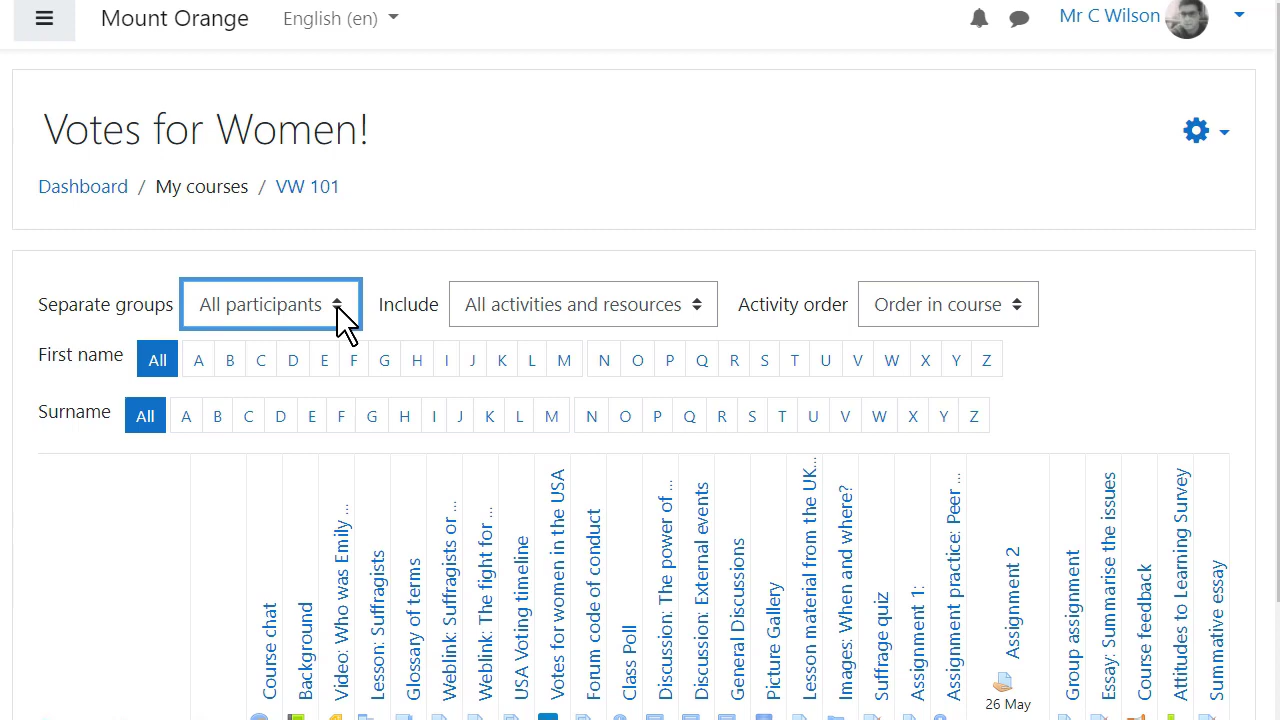 Mount Orange English (en) Mr C Wilson
Votes for Women!
Dashboard / My courses / VW 101
Separate groups All participants Include All activities and resources Activity order Order in course
First name All A B C D E F G H I J K L M N O P Q R S T U V W X Y Z
Surname All A B C D E F G H I J K L M N O P Q R S T U V W X Y Z
Course chat
Background
Video: Who was Emily ...
Lesson: Suffragists
Glossary of terms
Weblink: Suffragists or ...
Weblink: The fight for ...
USA Voting timeline
Votes for women in the USA
Forum code of conduct
Class Poll
Discussion: The power of ...
Discussion: External events
General Discussions
Picture Gallery
Lesson material from the UK...
Images: When and where?
Suffrage quiz
Assignment 1:
Assignment practice: Peer ...
Assignment 2
26 May
Group assignment
Essay: Summarise the issues
Course feedback
Attitudes to Learning Survey
Summative essay